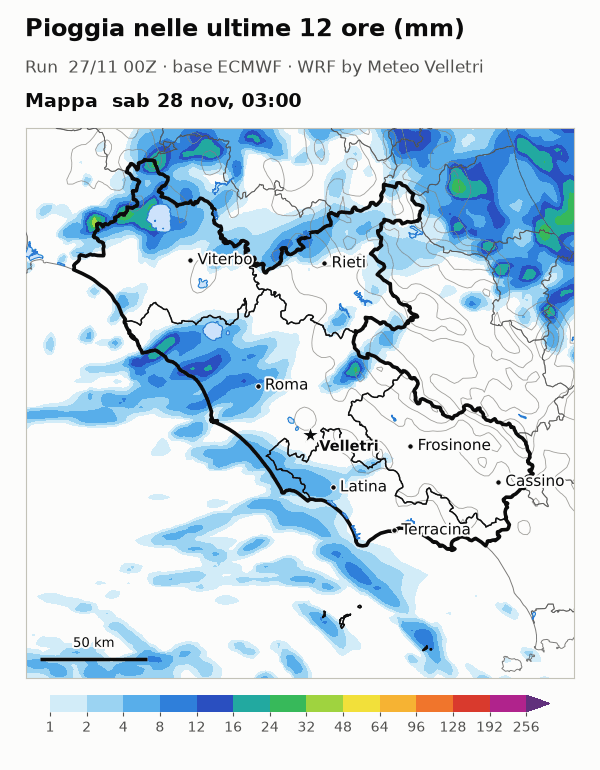 Pioggia nelle ultime 12 ore (mm)
Run 27/11 00Z · base ECMWF · WRF by Meteo Velletri
Mappa sab 28 nov, 03:00
Viterbo
Rieti
Roma
Velletri
Frosinone
Latina
Cassino
Terracina
50 km
1 2 4 8 12 16 24 32 48 64 96 128 192 256